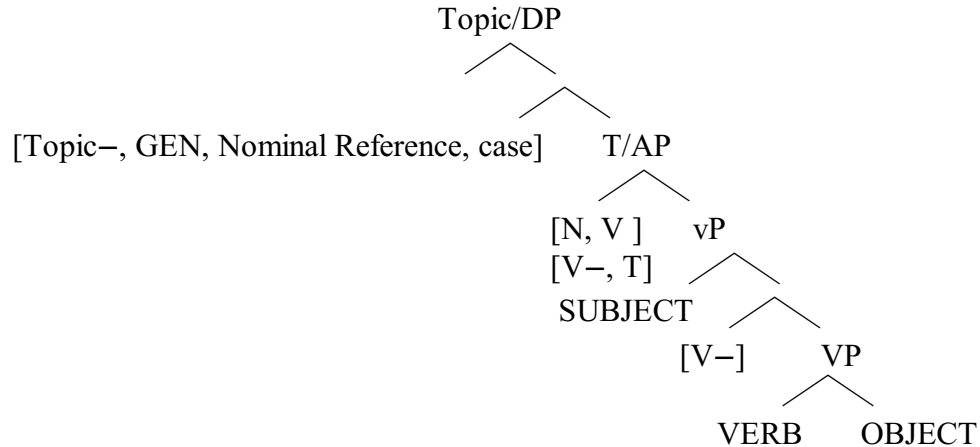 Topic/DP
[Topic−, GEN, Nominal Reference, case] T/AP
[N, V ] vP
[V−, T]
SUBJECT
[V−] VP
VERB OBJECT